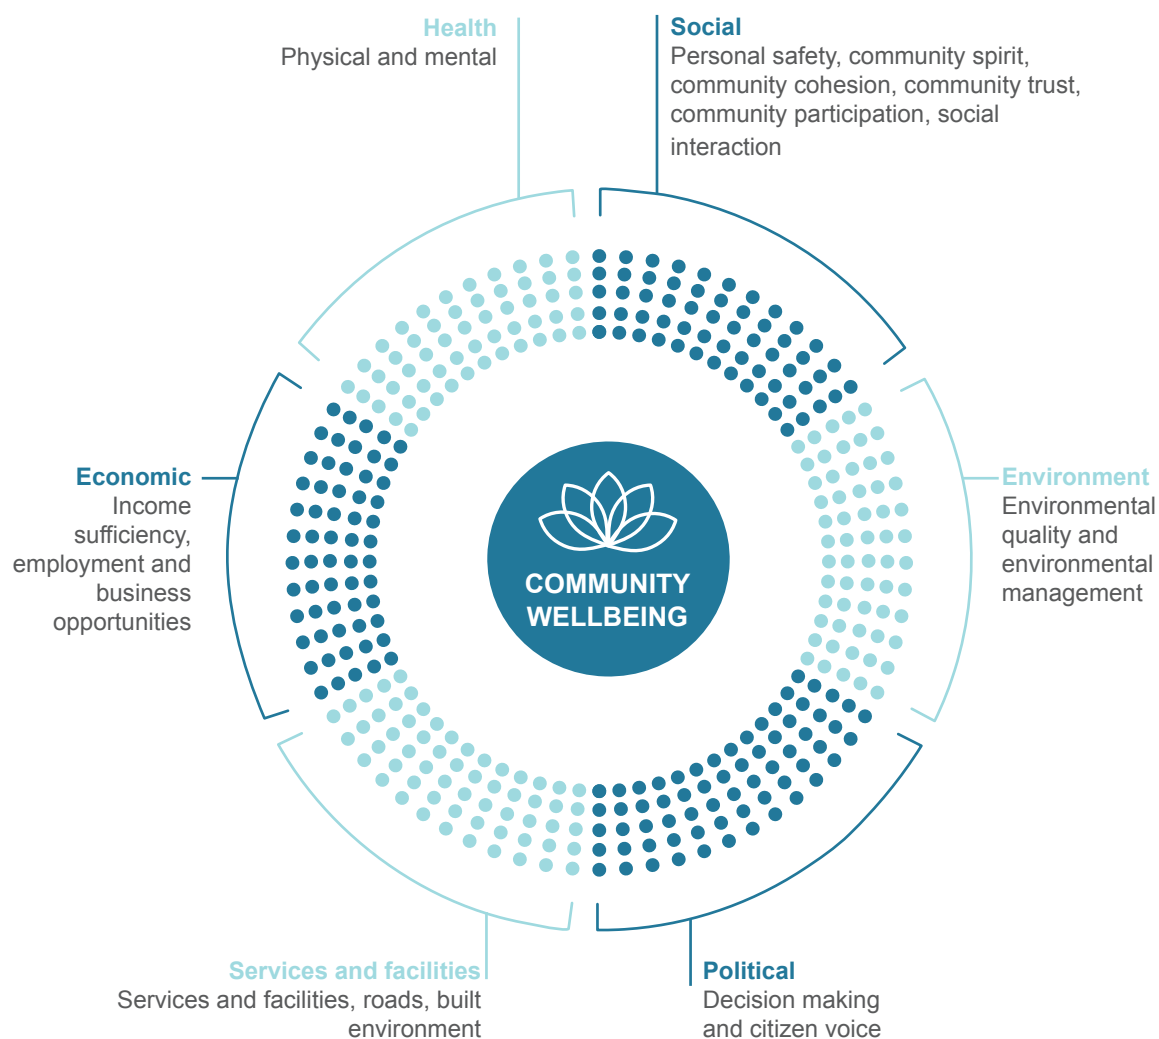 Health
Physical and mental
Social
Personal safety, community spirit,
community cohesion, community trust,
community participation, social
interaction
Economic
Income
sufficiency,
employment and
business
opportunities
COMMUNITY
WELLBEING
Environment
Environmental
quality and
environmental
management
Services and facilities
Services and facilities, roads, built
environment
Political
Decision making
and citizen voice